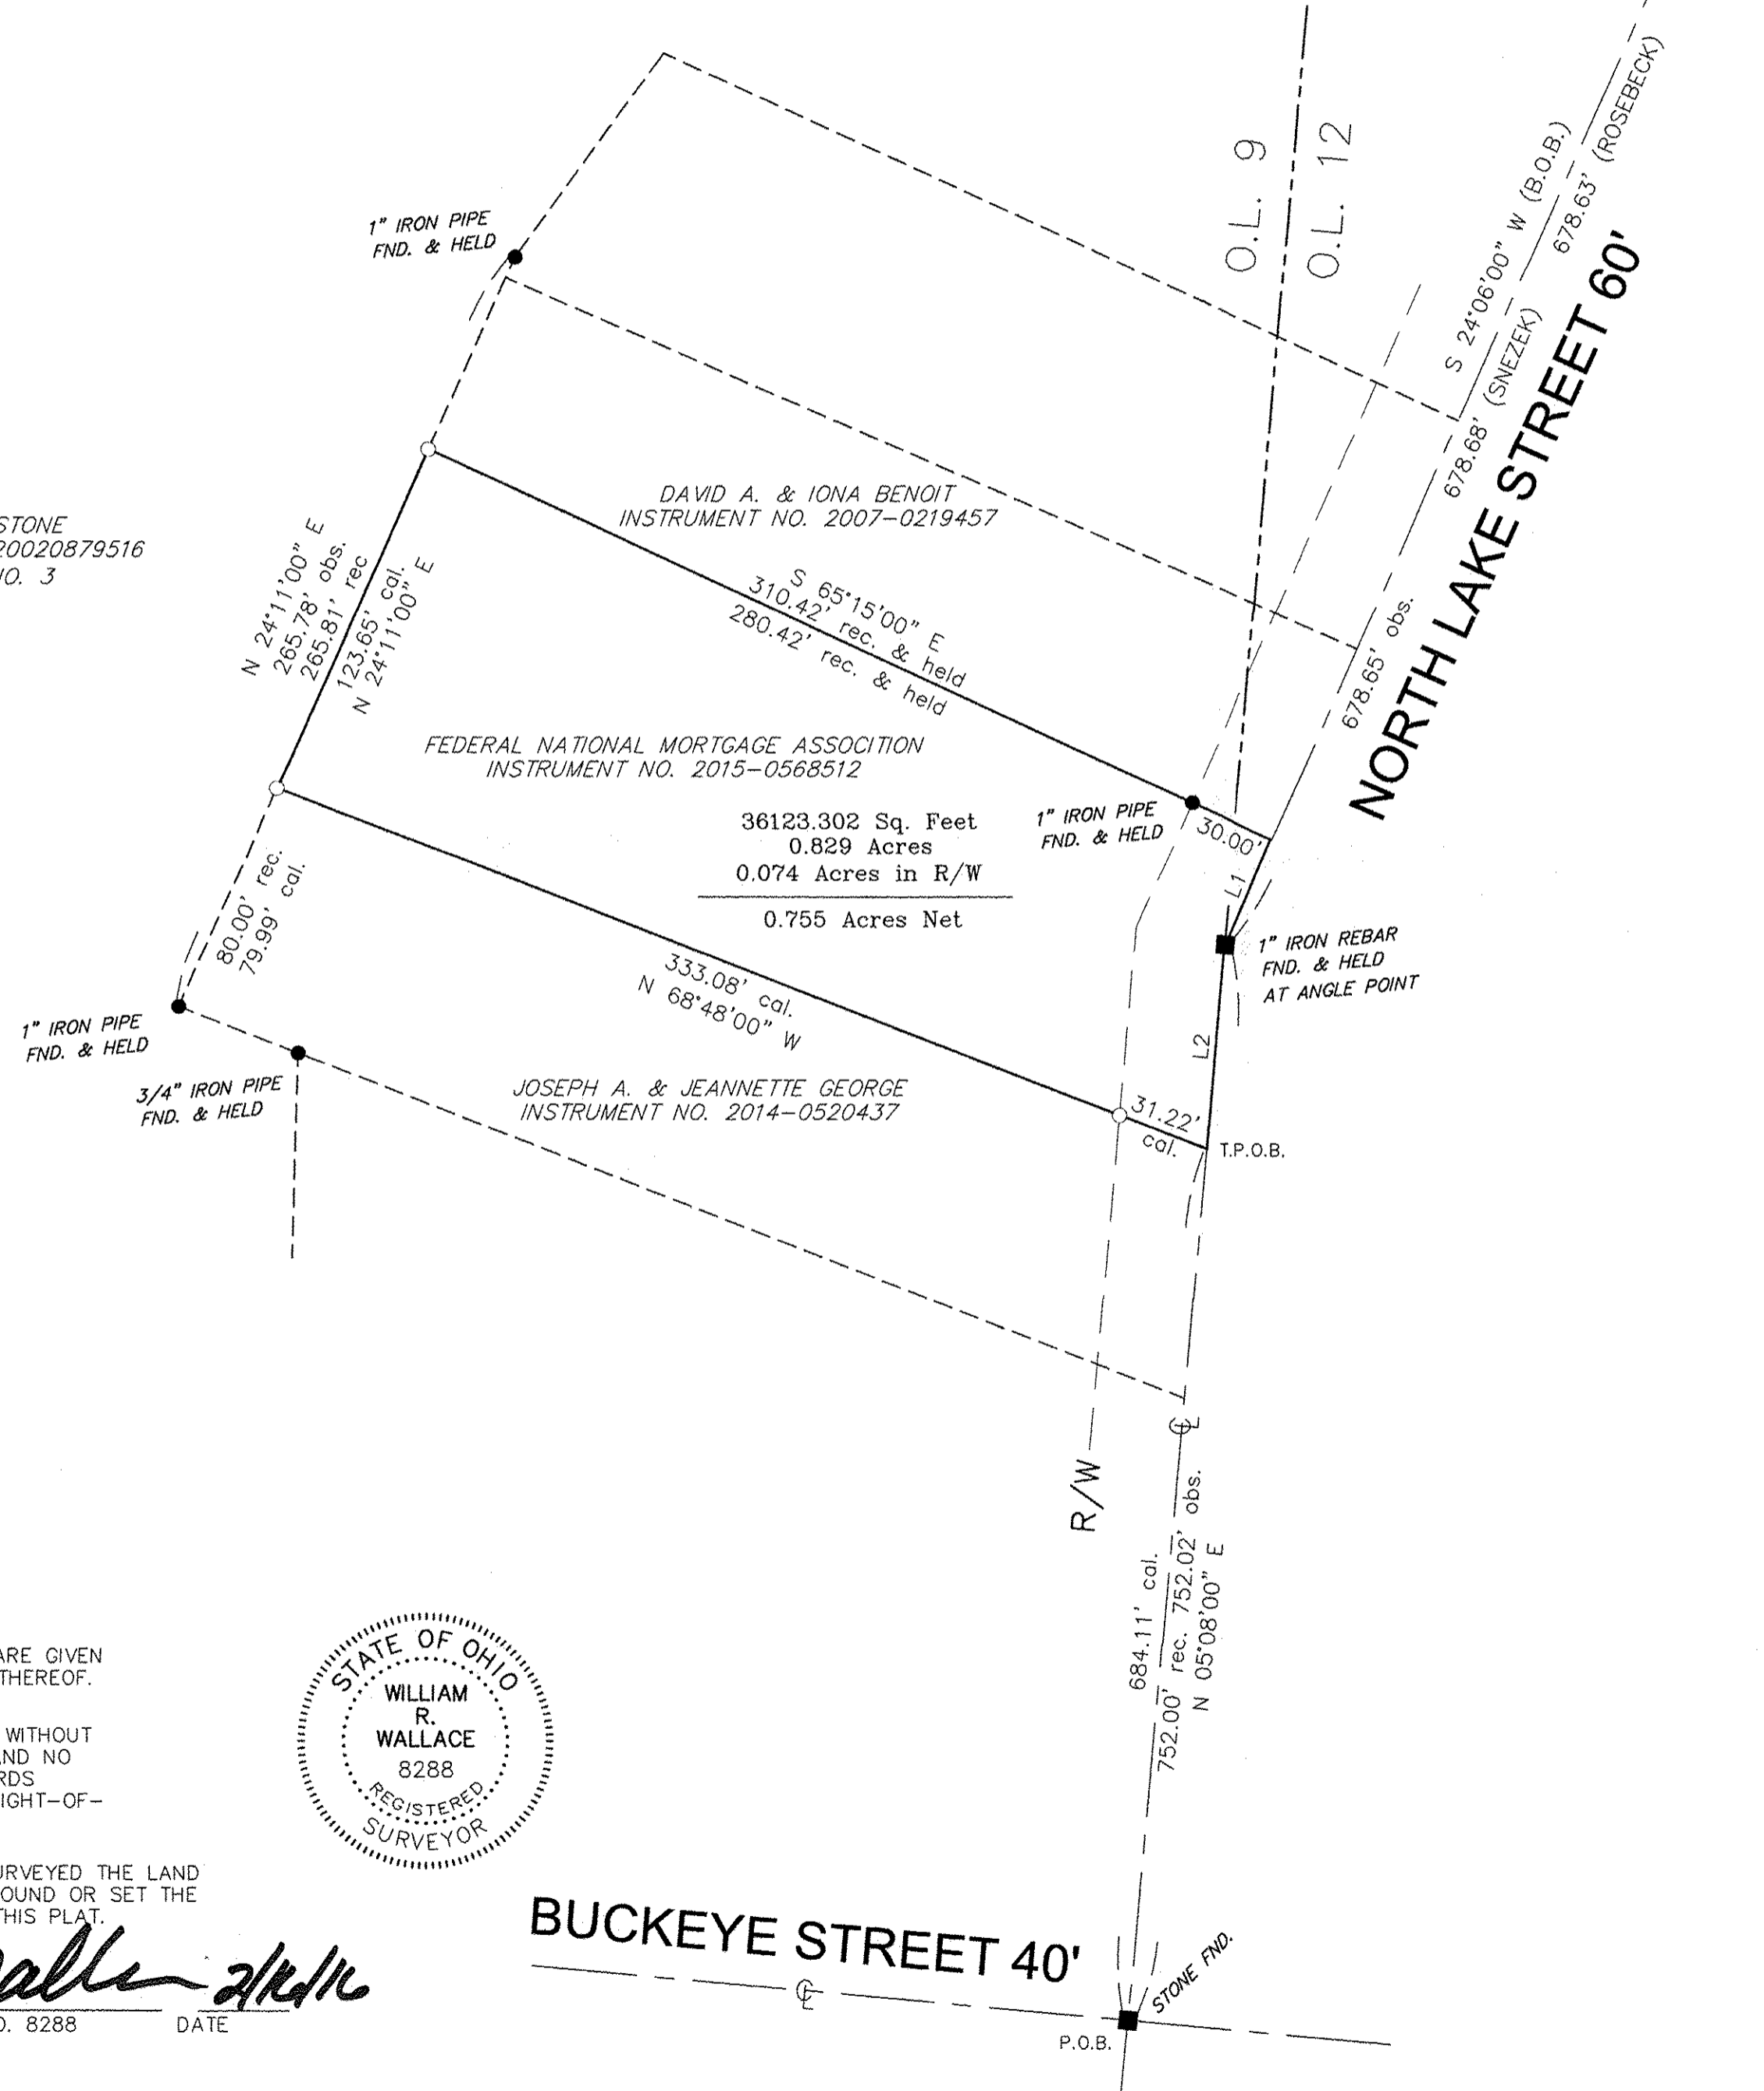 O.L. 9
O.L. 12
S 24°06'00" W (B.O.B.)
678.63' (ROSEBECK)
678.68' (SNEZEK)
678.65' obs.
NORTH LAKE STREET 60'
1" IRON PIPE
FND. & HELD
STONE
20020879516
NO. 3
N 24°11'00" E
265.78' obs.
265.81' rec
123.65' cal.
N 24°11'00" E
DAVID A. & IONA BENOIT
INSTRUMENT NO. 2007-0219457
S 65°15'00" E
310.42' rec. & held
280.42' rec. & held
FEDERAL NATIONAL MORTGAGE ASSOCITION
INSTRUMENT NO. 2015-0568512
36123.302 Sq. Feet
0.829 Acres
0.074 Acres in R/W
0.755 Acres Net
1" IRON PIPE
FND. & HELD
30.00'
L1
1" IRON REBAR
FND. & HELD
AT ANGLE POINT
L2
80.00' rec.
79.99' cal.
333.08' cal.
N 68°48'00" W
1" IRON PIPE
FND. & HELD
3/4" IRON PIPE
FND. & HELD
JOSEPH A. & JEANNETTE GEORGE
INSTRUMENT NO. 2014-0520437
31.22'
cal.
T.P.O.B.
R/W
684.11' cal.
752.00' rec. 752.02' obs.
N 05°08'00" E
ARE GIVEN
THEREOF.
WITHOUT
AND NO
RDS
IGHT-OF-
URVEYED THE LAND
OUND OR SET THE
THIS PLAT.
STATE OF OHIO
WILLIAM
R.
WALLACE
8288
REGISTERED
SURVEYOR
2/16/16
O. 8288 DATE
BUCKEYE STREET 40'
STONE FND.
P.O.B.